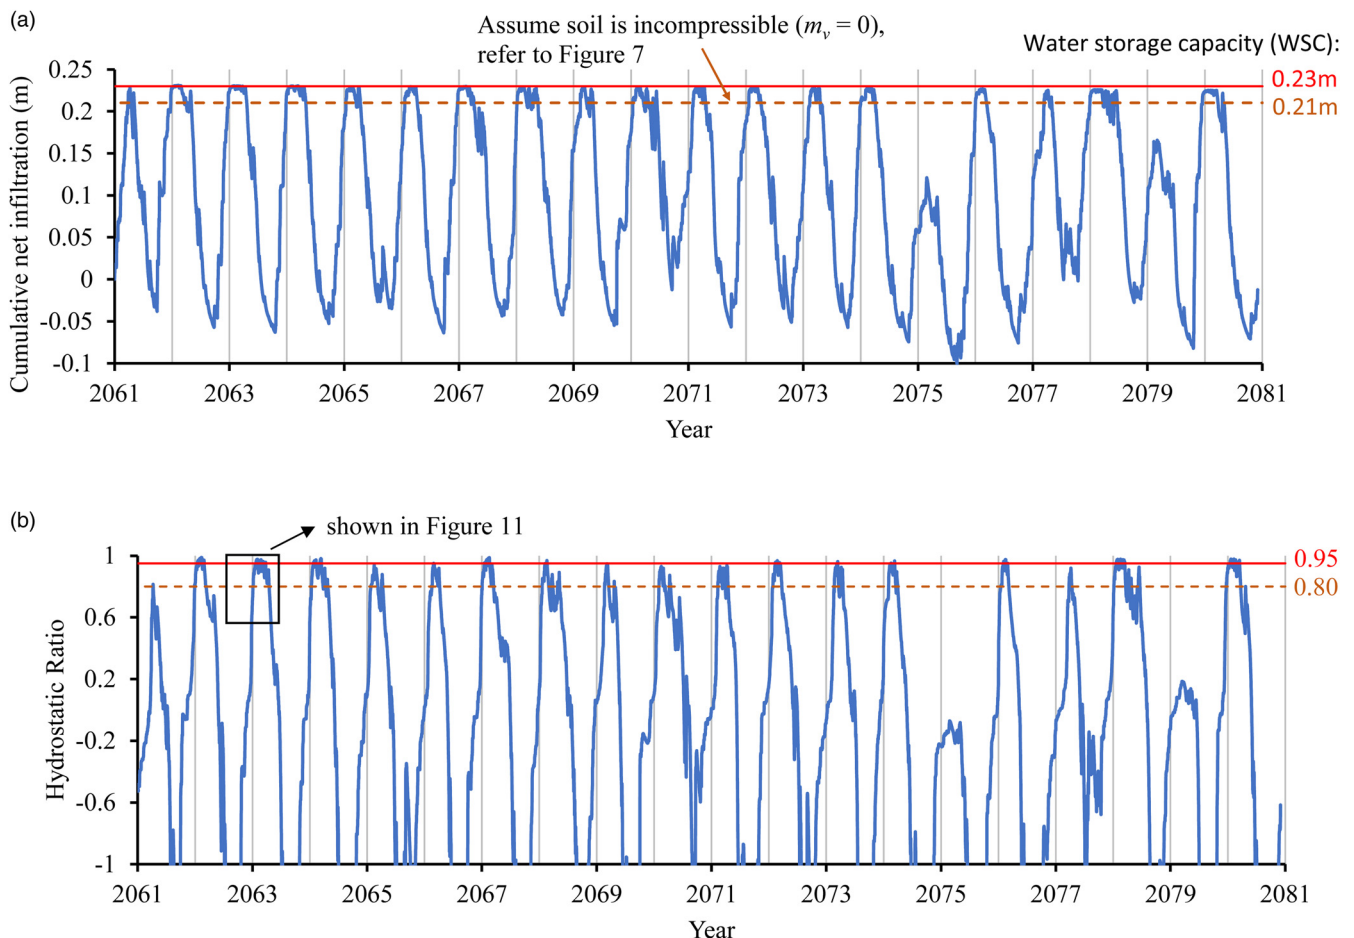 (a)
Assume soil is incompressible (mv = 0),
refer to Figure 7
Water storage capacity (WSC):
0.23m
0.21m
Cumulative net infiltration (m)
0.25
0.2
0.15
0.1
0.05
0
-0.05
-0.1
2061 2063 2065 2067 2069 2071 2073 2075 2077 2079 2081
Year
(b)
shown in Figure 11
0.95
0.80
Hydrostatic Ratio
1
0.6
0.2
-0.2
-0.6
-1
2061 2063 2065 2067 2069 2071 2073 2075 2077 2079 2081
Year